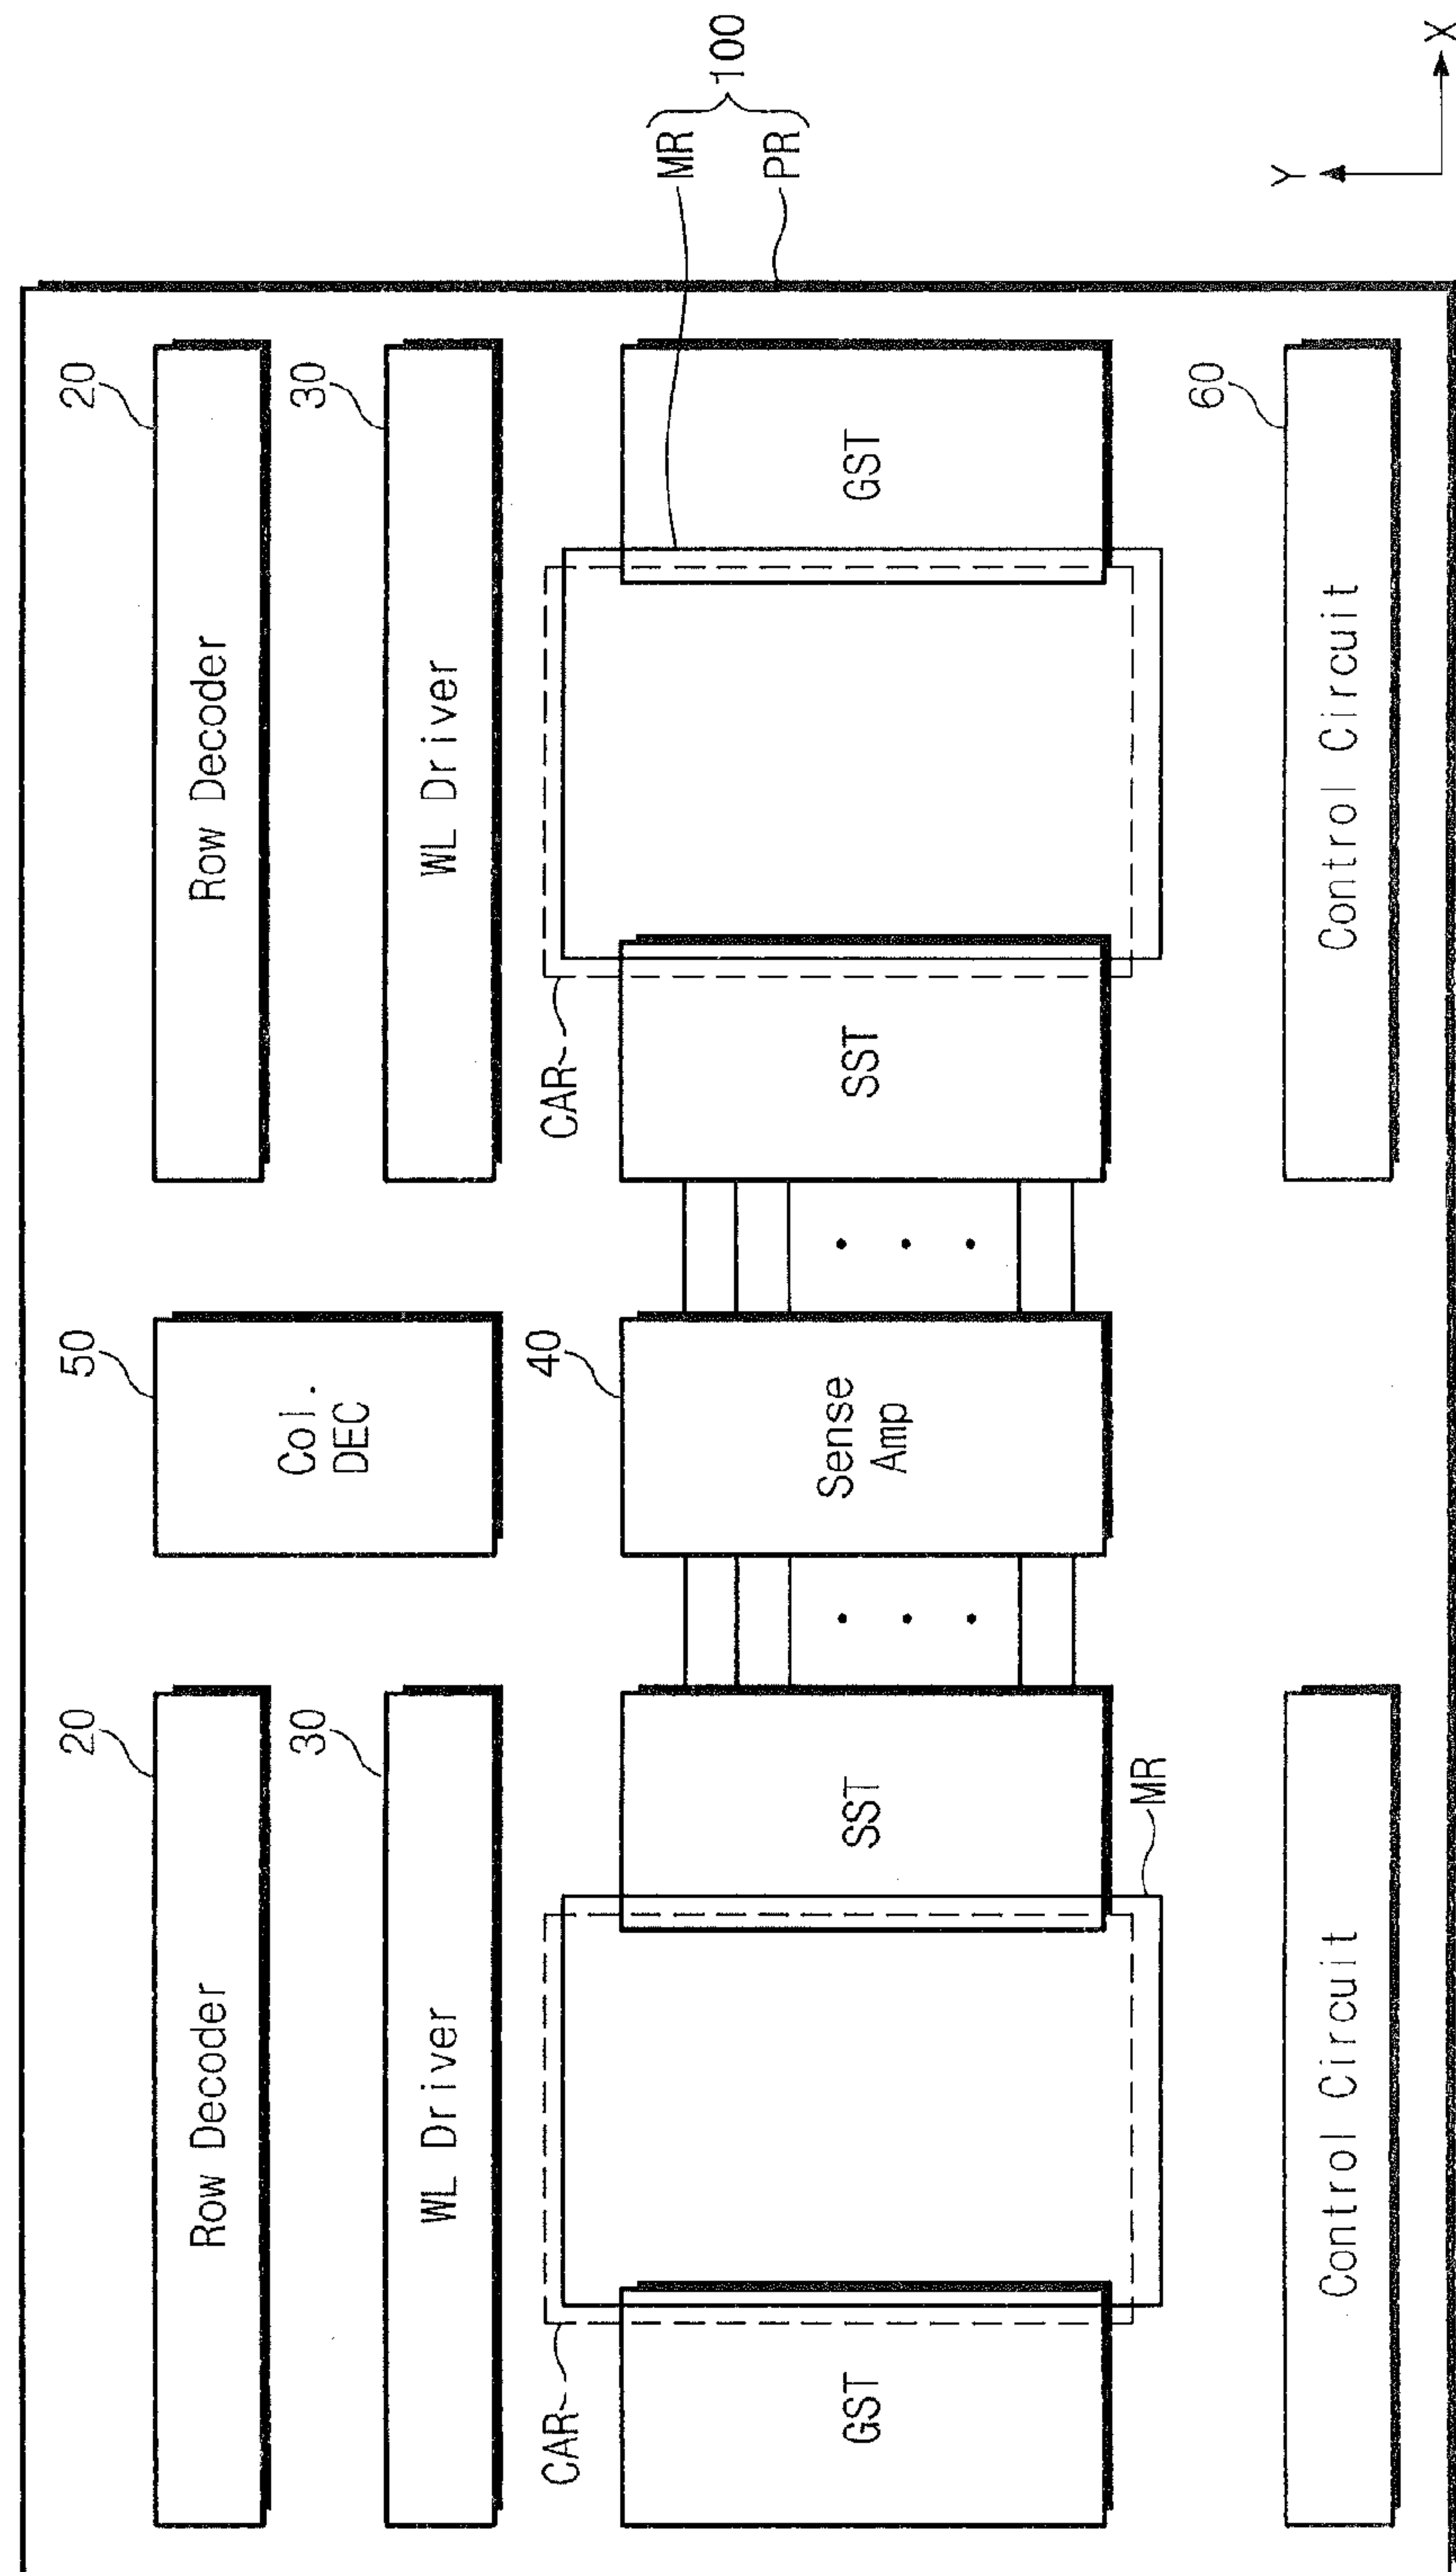 20
Row Decoder
50
Col.
DEC
20
Row Decoder
30
WL Driver
30
WL Driver
CAR
CAR
MR
GST
SST
40
Sense
Amp
SST
GST
MR
PR
100
MR
60
Control Circuit
Control Circuit
Y
X